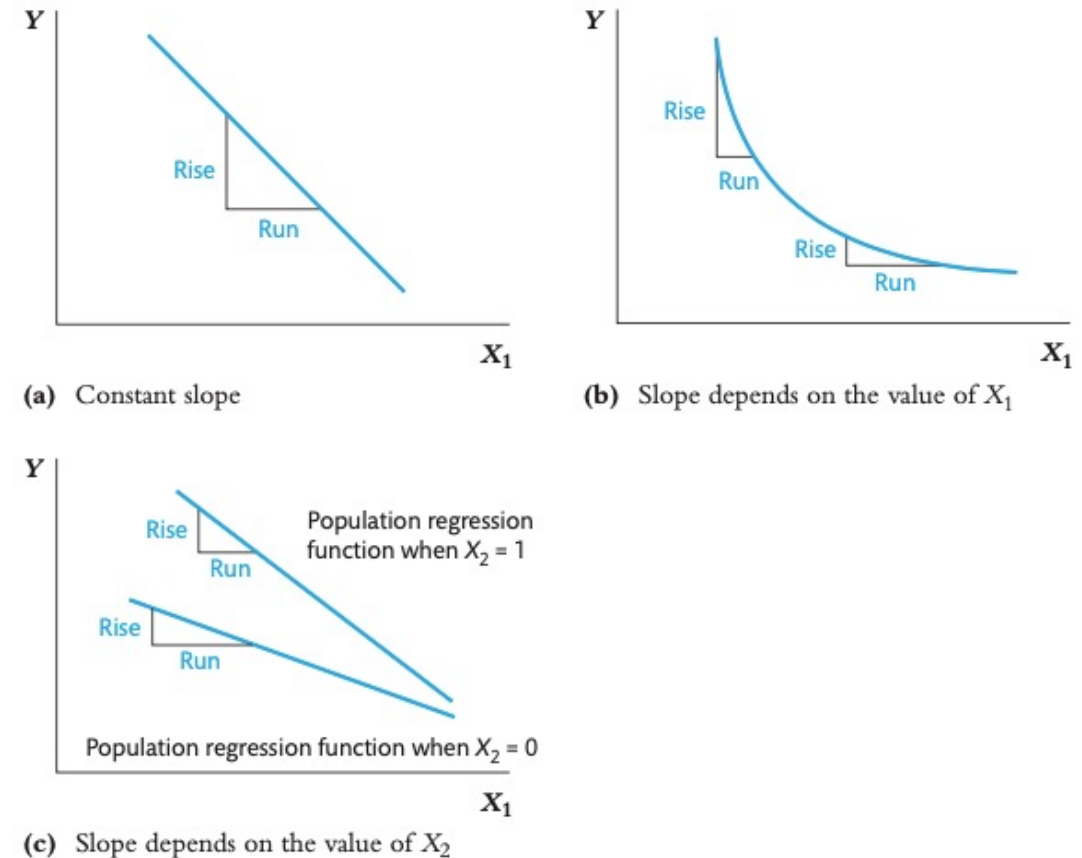 Y
Rise
Run
X₁
(a) Constant slope
Y
Rise
Run
Rise
Run
X₁
(b) Slope depends on the value of X₁
Y
Rise
Run
Population regression
function when X₂ = 1
Rise
Run
Population regression function when X₂ = 0
X₁
(c) Slope depends on the value of X₂